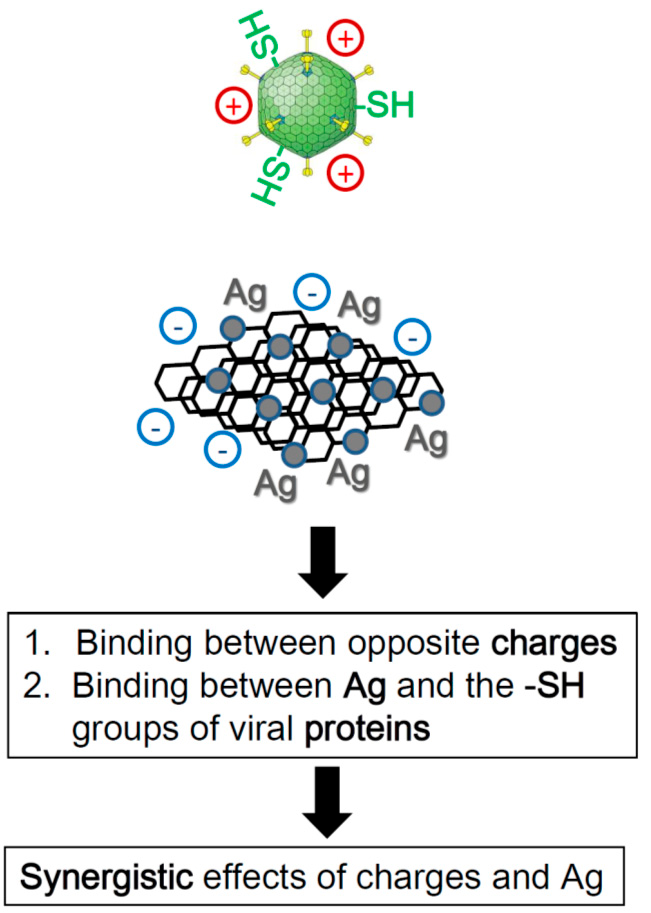 HS
+
+
-SH
HS
+
Ag
-
Ag
-
-
-
-
Ag
Ag
Ag
1. Binding between opposite charges
2. Binding between Ag and the -SH
groups of viral proteins
Synergistic effects of charges and Ag